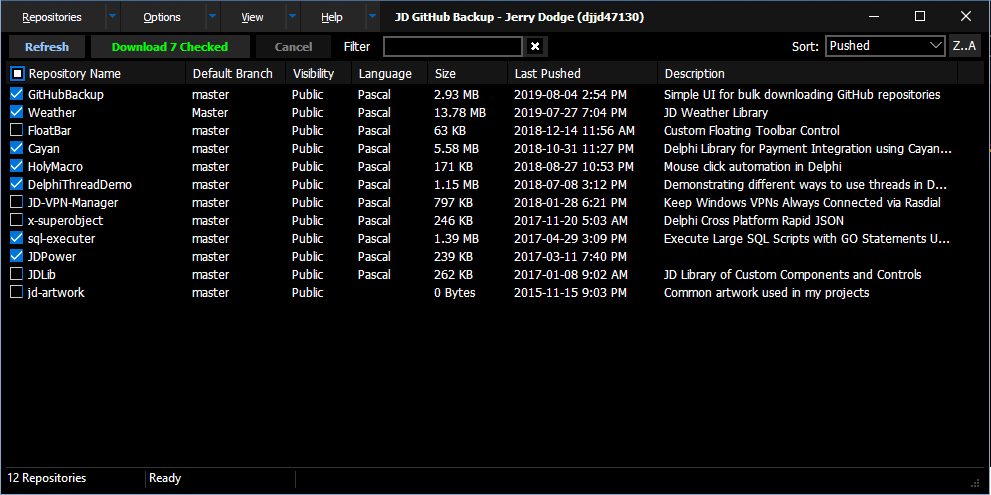 Repositories Options View Help JD GitHub Backup - Jerry Dodge (djjd47130)
Refresh Download 7 Checked Cancel Filter Sort: Pushed Z..A
Repository Name Default Branch Visibility Language Size Last Pushed Description
GitHubBackup master Public Pascal 2.93 MB 2019-08-04 2:54 PM Simple UI for bulk downloading GitHub repositories
Weather Master Public Pascal 13.78 MB 2019-07-27 7:04 PM JD Weather Library
FloatBar master Public Pascal 63 KB 2018-12-14 11:56 AM Custom Floating Toolbar Control
Cayan master Public Pascal 5.58 MB 2018-10-31 11:27 PM Delphi Library for Payment Integration using Cayan...
HolyMacro master Public Pascal 171 KB 2018-08-27 10:53 PM Mouse click automation in Delphi
DelphiThreadDemo master Public Pascal 1.15 MB 2018-07-08 3:12 PM Demonstrating different ways to use threads in D...
JD-VPN-Manager master Public Pascal 797 KB 2018-01-28 6:21 PM Keep Windows VPNs Always Connected via Rasdial
x-superobject master Public Pascal 246 KB 2017-11-20 5:03 AM Delphi Cross Platform Rapid JSON
sql-executer master Public Pascal 1.39 MB 2017-04-29 3:09 PM Execute Large SQL Scripts with GO Statements U...
JDPower master Public Pascal 239 KB 2017-03-11 7:40 PM
JDLib master Public Pascal 262 KB 2017-01-08 9:02 AM JD Library of Custom Components and Controls
jd-artwork master Public 0 Bytes 2015-11-15 9:03 PM Common artwork used in my projects
12 Repositories Ready